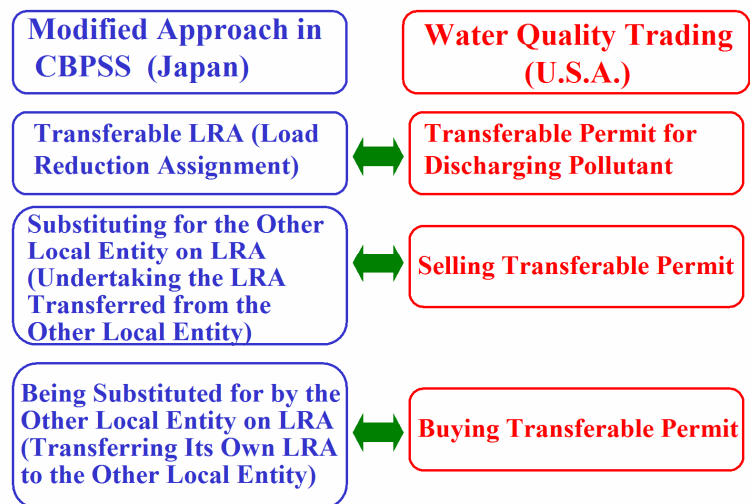 Modified Approach in
CBPSS (Japan)
Water Quality Trading
(U.S.A.)
Transferable LRA (Load
Reduction Assignment)
Transferable Permit for
Discharging Pollutant
Substituting for the Other
Local Entity on LRA
(Undertaking the LRA
Transferred from the
Other Local Entity)
Selling Transferable Permit
Being Substituted for by the
Other Local Entity on LRA
(Transferring Its Own LRA
to the Other Local Entity)
Buying Transferable Permit